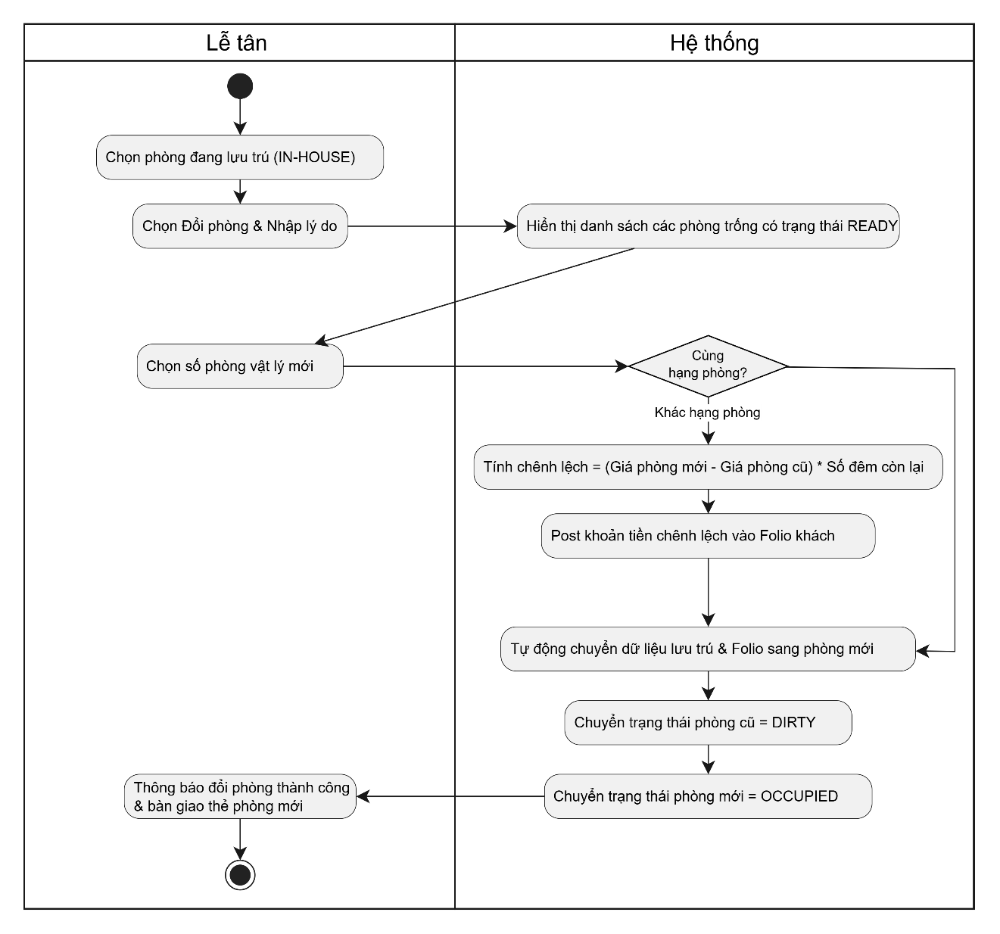 Lễ tân
Hệ thống
Chọn phòng đang lưu trú (IN-HOUSE)
Chọn Đổi phòng & Nhập lý do
Hiển thị danh sách các phòng trống có trạng thái READY
Chọn số phòng vật lý mới
Cùng
hạng phòng?
Khác hạng phòng
Tính chênh lệch = (Giá phòng mới - Giá phòng cũ) * Số đêm còn lại
Post khoản tiền chênh lệch vào Folio khách
Tự động chuyển dữ liệu lưu trú & Folio sang phòng mới
Chuyển trạng thái phòng cũ = DIRTY
Thông báo đổi phòng thành công
& bàn giao thẻ phòng mới
Chuyển trạng thái phòng mới = OCCUPIED